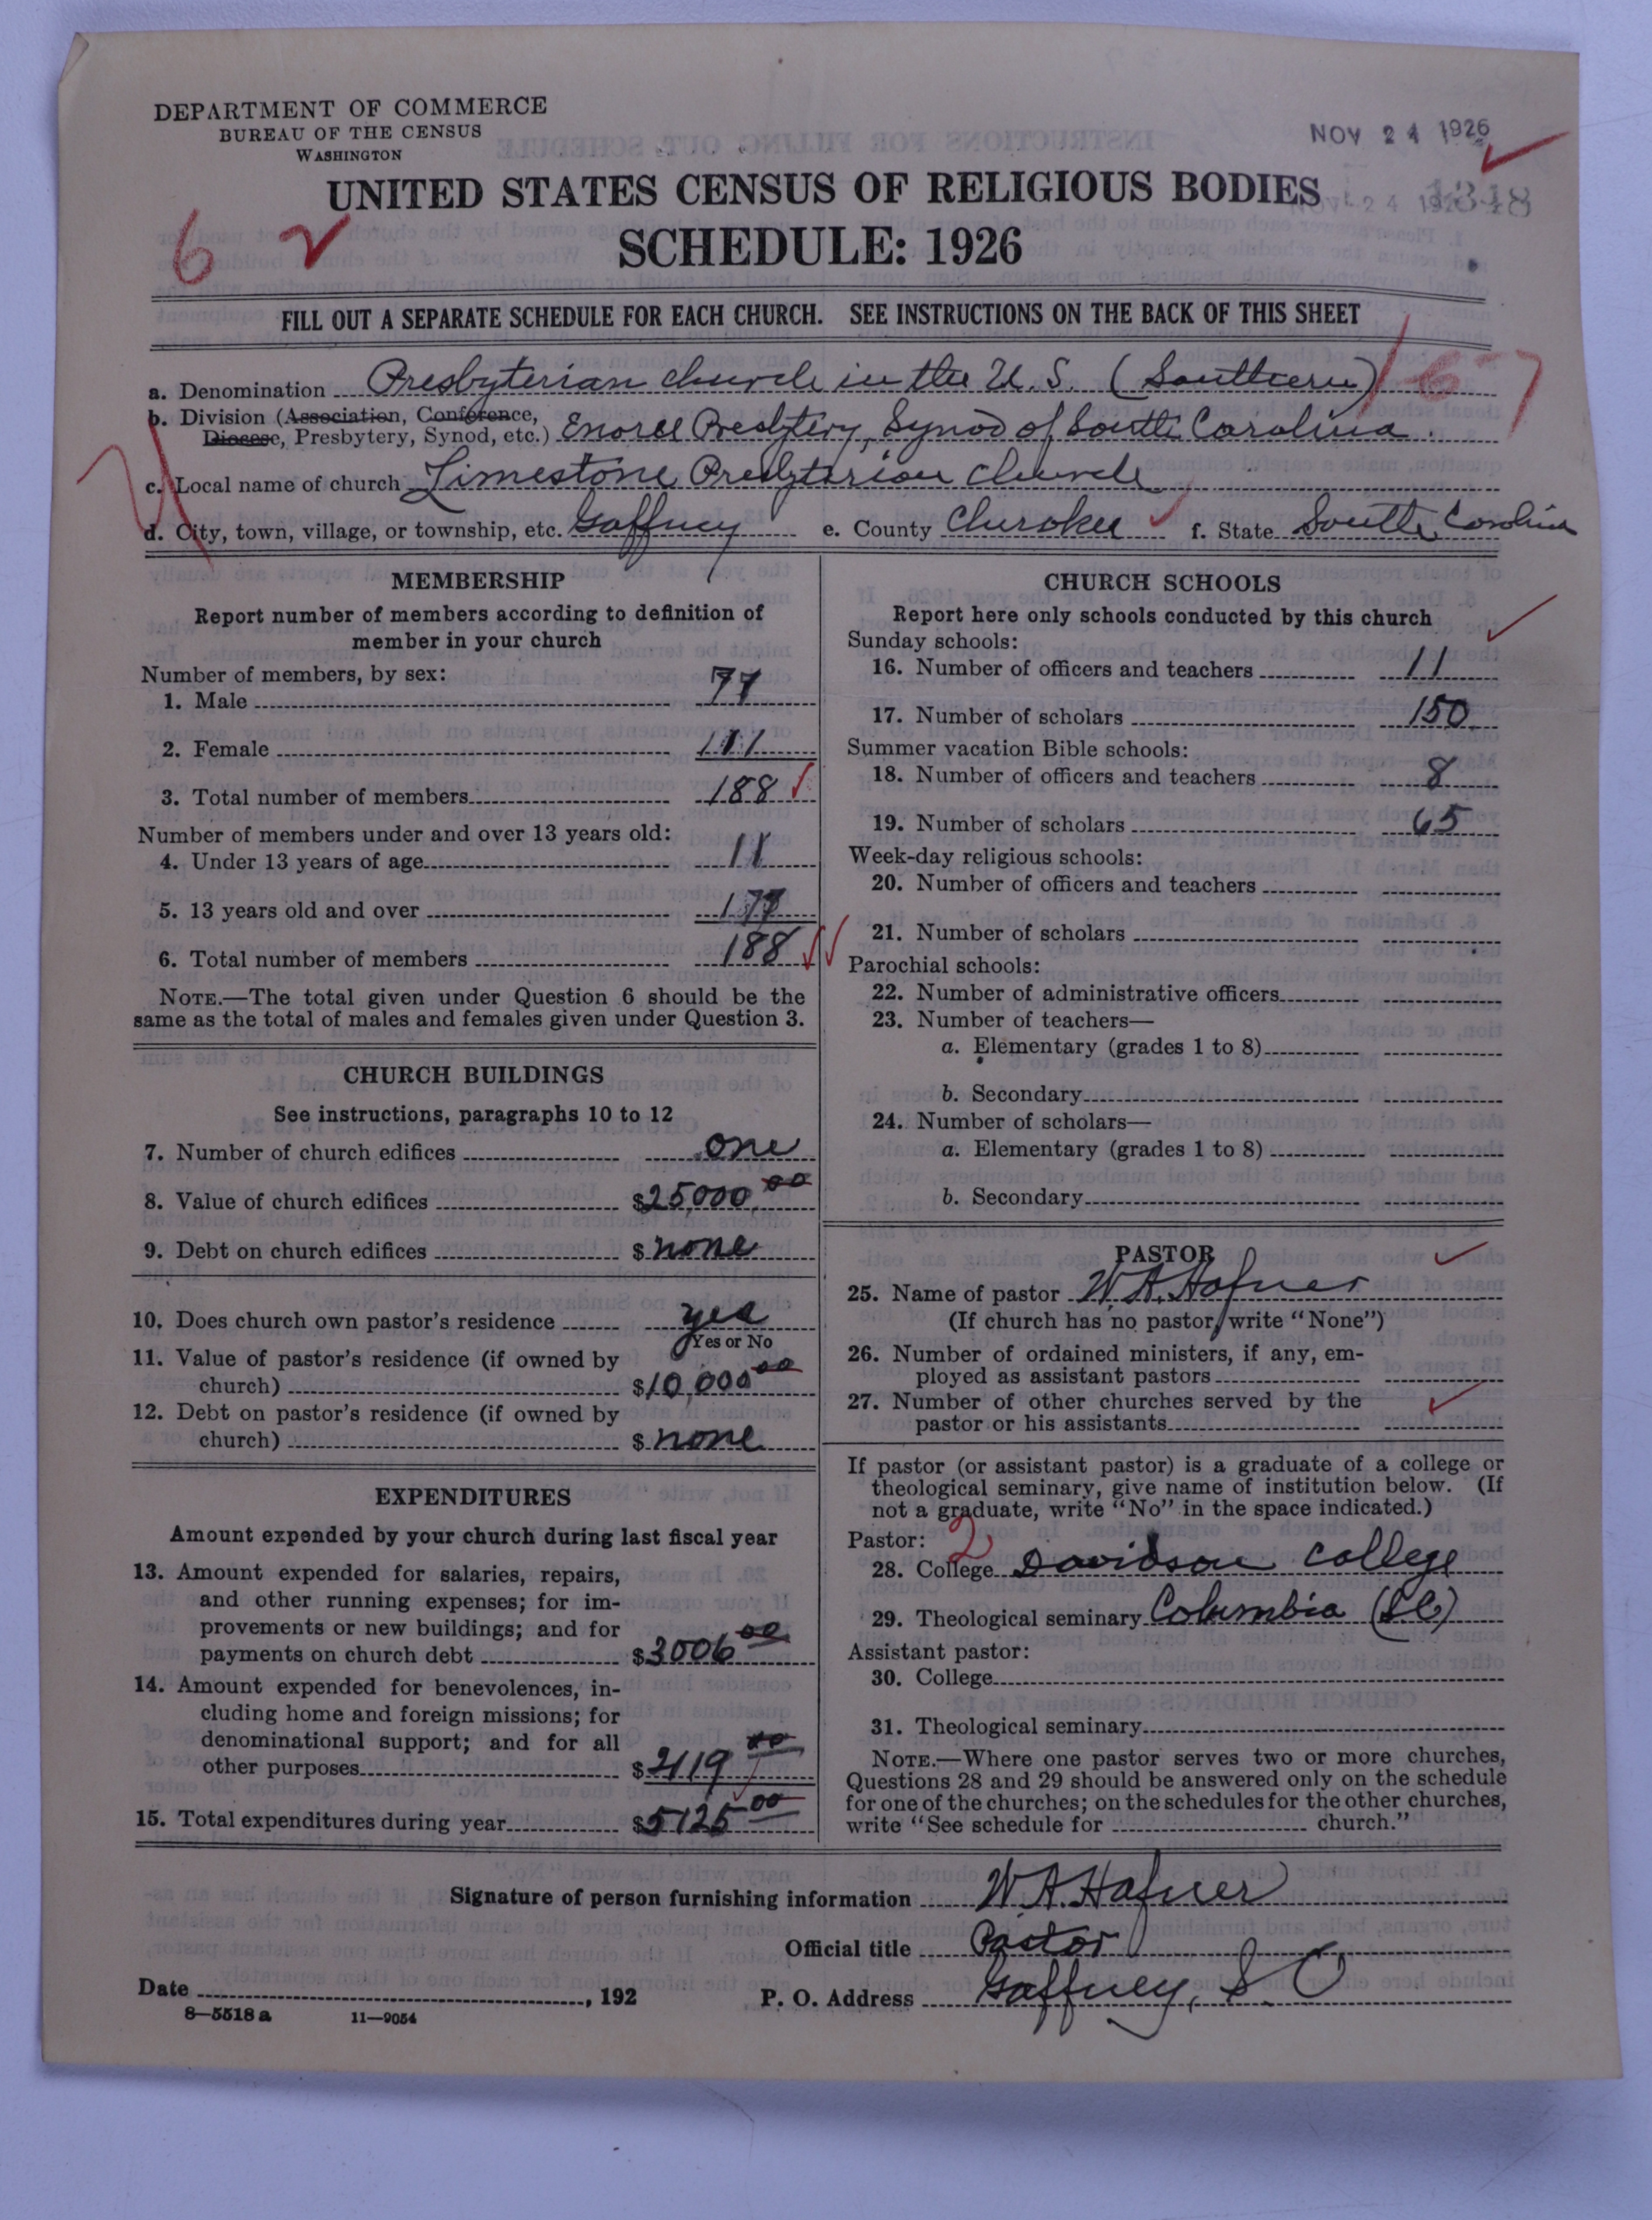 DEPARTMENT OF COMMERCE
BUREAU OF THE CENSUS
WASHINGTON
NOV 24 1926
UNITED STATES CENSUS OF RELIGIOUS BODIES
SCHEDULE: 1926
6
FILL OUT A SEPARATE SCHEDULE FOR EACH CHURCH. SEE INSTRUCTIONS ON THE BACK OF THIS SHEET
a. Denomination Presbyterian church in the U.S. (Southern)
b. Division (Association, Conference,
Diocese, Presbytery, Synod, etc.) Enoree Presbytery, Synod of South Carolina.
c. Local name of church Limestone Presbyterian church
d. City, town, village, or township, etc. Gaffney e. County Cherokee f. State South Carolina
MEMBERSHIP
Report number of members according to definition of
member in your church
Number of members, by sex:
1. Male 77
2. Female 111
3. Total number of members 188
Number of members under and over 13 years old:
4. Under 13 years of age 11
5. 13 years old and over 177
6. Total number of members 188
NOTE.—The total given under Question 6 should be the
same as the total of males and females given under Question 3.
CHURCH BUILDINGS
See instructions, paragraphs 10 to 12
7. Number of church edifices one
8. Value of church edifices $25,000.00
9. Debt on church edifices $ none
10. Does church own pastor's residence yes
Yes or No
11. Value of pastor's residence (if owned by
church) $10,000 00
12. Debt on pastor's residence (if owned by
church) $ none
EXPENDITURES
Amount expended by your church during last fiscal year
13. Amount expended for salaries, repairs,
and other running expenses; for im-
provements or new buildings; and for
payments on church debt $3006 00
14. Amount expended for benevolences, in-
cluding home and foreign missions; for
denominational support; and for all
other purposes $2119 00
15. Total expenditures during year $5125 00
CHURCH SCHOOLS
Report here only schools conducted by this church
Sunday schools:
16. Number of officers and teachers 11
17. Number of scholars 150
Summer vacation Bible schools:
18. Number of officers and teachers 8
19. Number of scholars 65
Week-day religious schools:
20. Number of officers and teachers
21. Number of scholars
Parochial schools:
22. Number of administrative officers
23. Number of teachers—
a. Elementary (grades 1 to 8)
b. Secondary
24. Number of scholars—
a. Elementary (grades 1 to 8)
b. Secondary
PASTOR
25. Name of pastor W. A. Hafner
(If church has no pastor, write "None")
26. Number of ordained ministers, if any, em-
ployed as assistant pastors
27. Number of other churches served by the
pastor or his assistants
If pastor (or assistant pastor) is a graduate of a college or
theological seminary, give name of institution below. (If
not a graduate, write "No" in the space indicated.)
Pastor: 2
28. College Davidson College
29. Theological seminary Columbia (SC)
Assistant pastor:
30. College
31. Theological seminary
NOTE.—Where one pastor serves two or more churches,
Questions 28 and 29 should be answered only on the schedule
for one of the churches; on the schedules for the other churches,
write "See schedule for church."
Signature of person furnishing information W. A. Hafner
Official title Pastor
Date , 192 P. O. Address Gaffney, S. C.
8—5518 a 11—9054